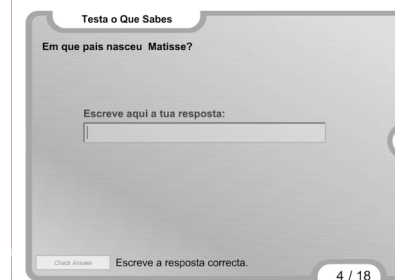 Testa o Que Sabes
Em que país nasceu Matisse?
Escreve aqui a tua resposta:
Check Answer
Escreve a resposta correcta.
4 / 18